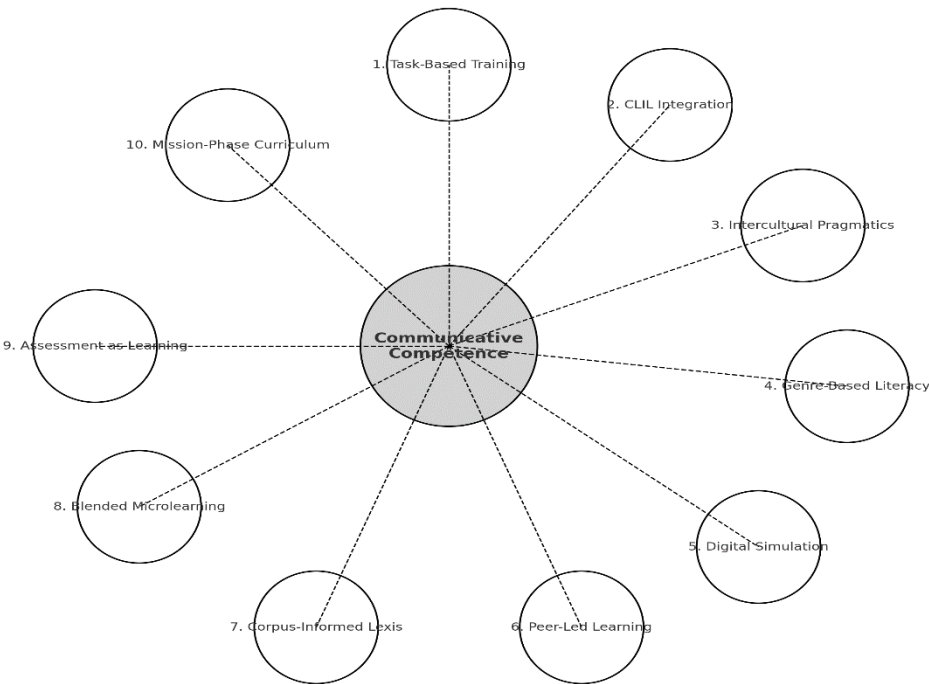 1. Task-Based Training
2. CLIL Integration
10. Mission-Phase Curriculum
3. Intercultural Pragmatics
Communicative
Competence
9. Assessment as Learning
4. Genre-Based Literacy
8. Blended Microlearning
5. Digital Simulation
7. Corpus-Informed Lexis
6. Peer-Led Learning